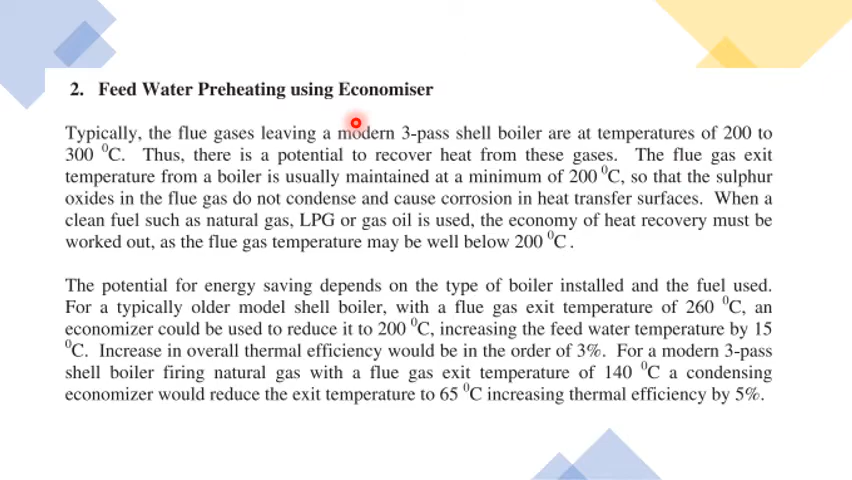 2. Feed Water Preheating using Economiser
Typically, the flue gases leaving a modern 3-pass shell boiler are at temperatures of 200 to
300 ⁰C. Thus, there is a potential to recover heat from these gases. The flue gas exit
temperature from a boiler is usually maintained at a minimum of 200 ⁰C, so that the sulphur
oxides in the flue gas do not condense and cause corrosion in heat transfer surfaces. When a
clean fuel such as natural gas, LPG or gas oil is used, the economy of heat recovery must be
worked out, as the flue gas temperature may be well below 200 ⁰C.
The potential for energy saving depends on the type of boiler installed and the fuel used.
For a typically older model shell boiler, with a flue gas exit temperature of 260 ⁰C, an
economizer could be used to reduce it to 200 ⁰C, increasing the feed water temperature by 15
⁰C. Increase in overall thermal efficiency would be in the order of 3%. For a modern 3-pass
shell boiler firing natural gas with a flue gas exit temperature of 140 ⁰C a condensing
economizer would reduce the exit temperature to 65 ⁰C increasing thermal efficiency by 5%.